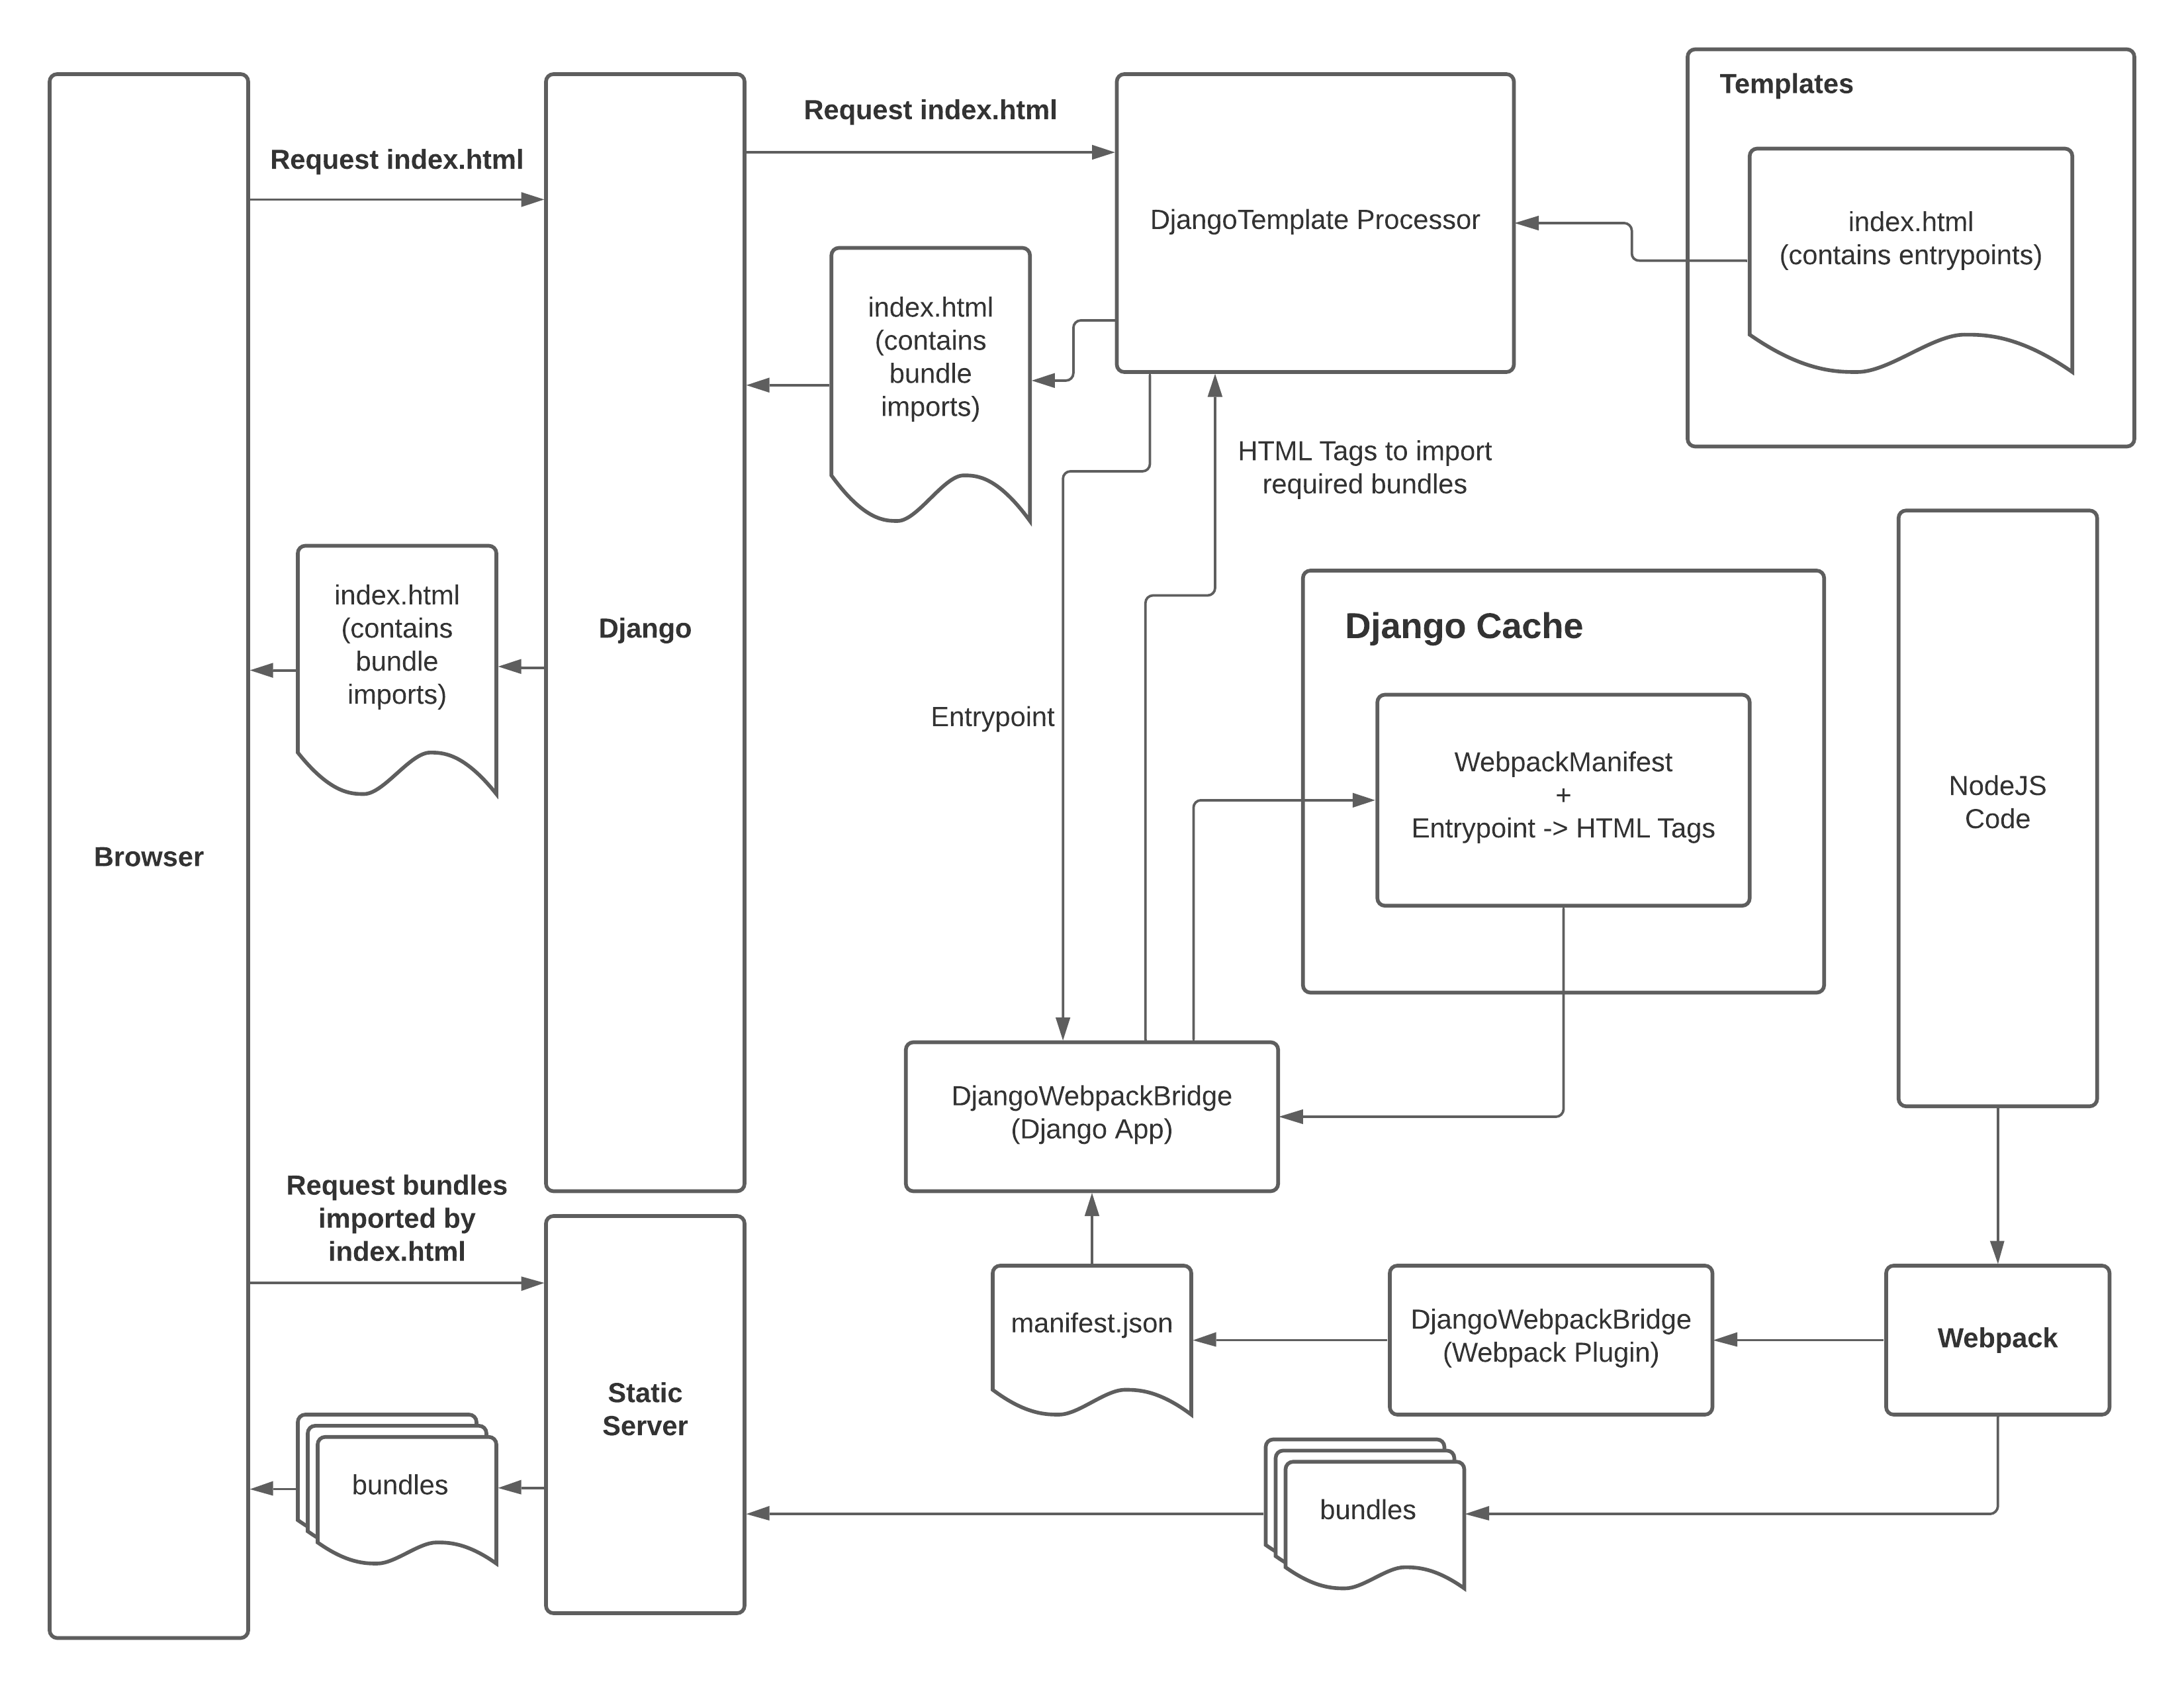 Templates
Request index.html
Request index.html
DjangoTemplate Processor
index.html
(contains entrypoints)
index.html
(contains
bundle
imports)
HTML Tags to import
required bundles
index.html
(contains
bundle
imports)
Django
Django Cache
Entrypoint
WebpackManifest
+
Entrypoint -> HTML Tags
NodeJS
Code
Browser
DjangoWebpackBridge
(Django App)
Request bundles
imported by
index.html
manifest.json
DjangoWebpackBridge
(Webpack Plugin)
Webpack
Static
Server
bundles
bundles